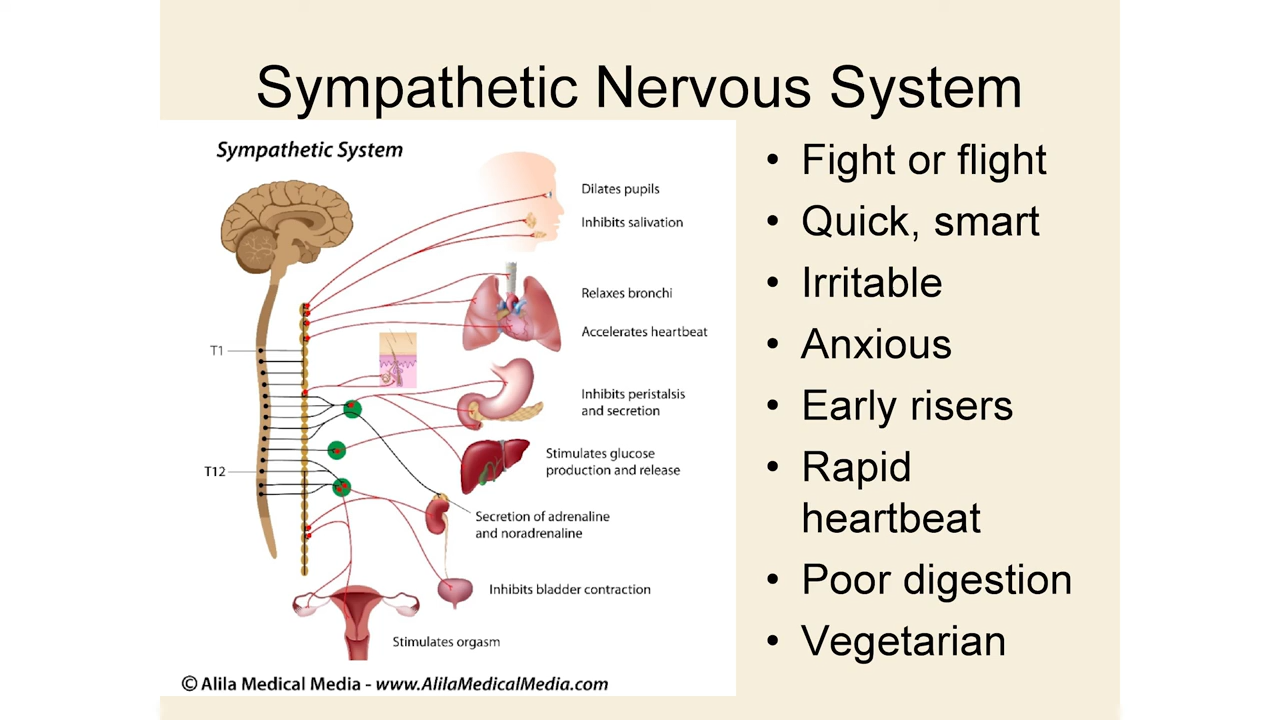 Sympathetic Nervous System
Sympathetic System
Dilates pupils
Inhibits salivation
Relaxes bronchi
Accelerates heartbeat
T1
Inhibits peristalsis
and secretion
T12
Stimulates glucose
production and release
Secretion of adrenaline
and noradrenaline
Inhibits bladder contraction
Stimulates orgasm
© Alila Medical Media - www.AlilaMedicalMedia.com
• Fight or flight
• Quick, smart
• Irritable
• Anxious
• Early risers
• Rapid
heartbeat
• Poor digestion
• Vegetarian